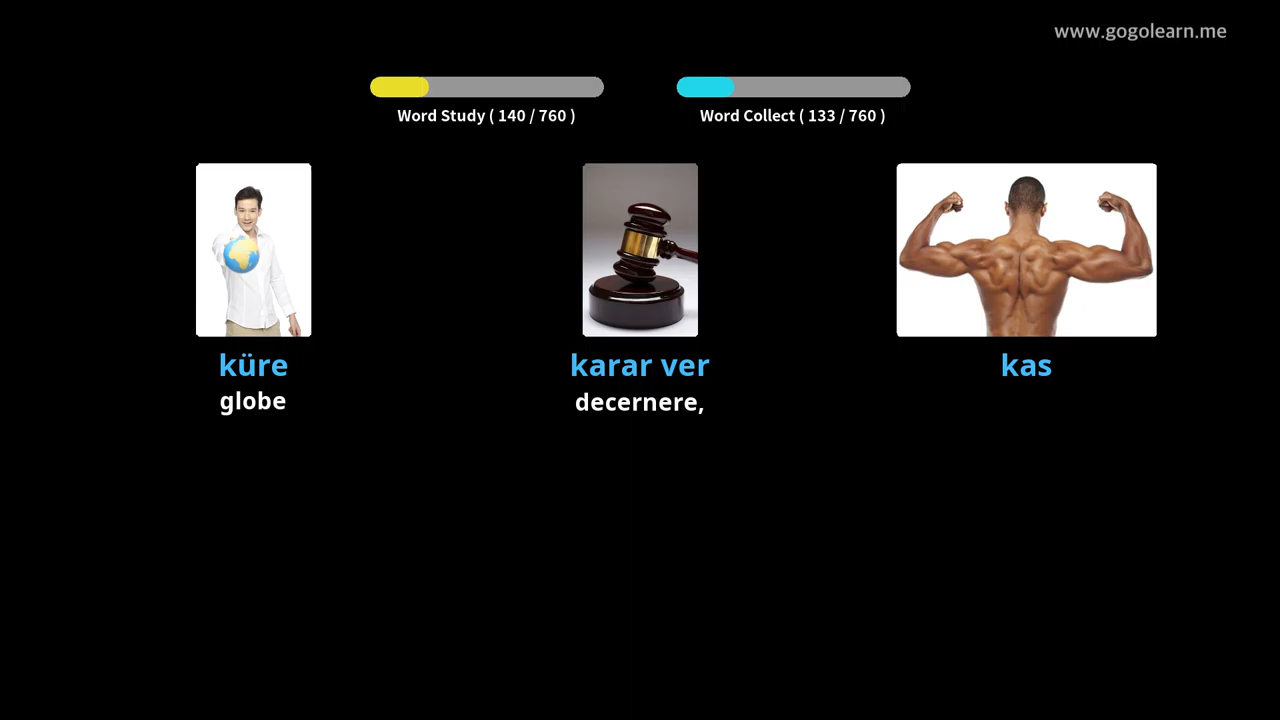 www.gogolearn.me
Word Study ( 140 / 760 )
Word Collect ( 133 / 760 )
küre
globe
karar ver
decernere,
kas